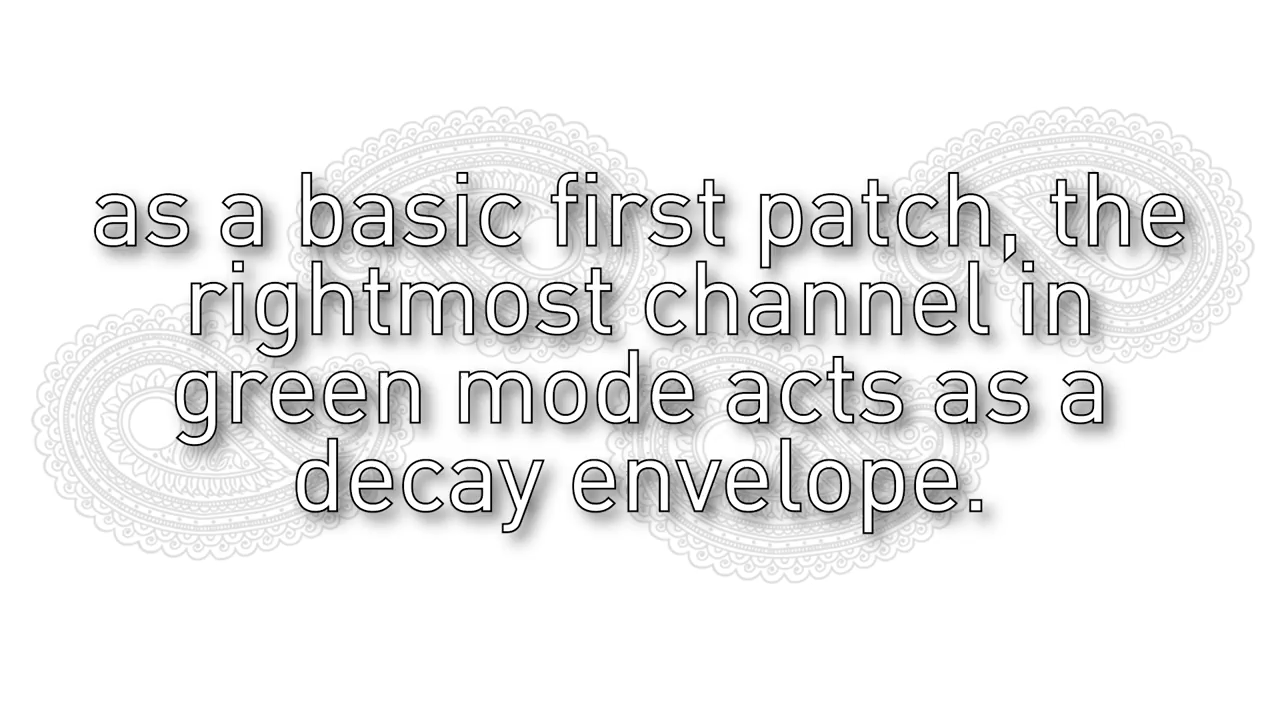 as a basic first patch, the
rightmost channel in
green mode acts as a
decay envelope.